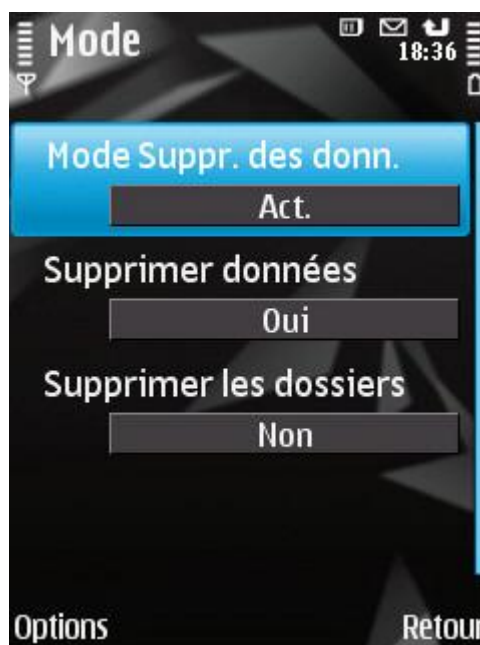 Mode
18:36
Mode Suppr. des donn.
Act.
Supprimer données
Oui
Supprimer les dossiers
Non
Options
Retour